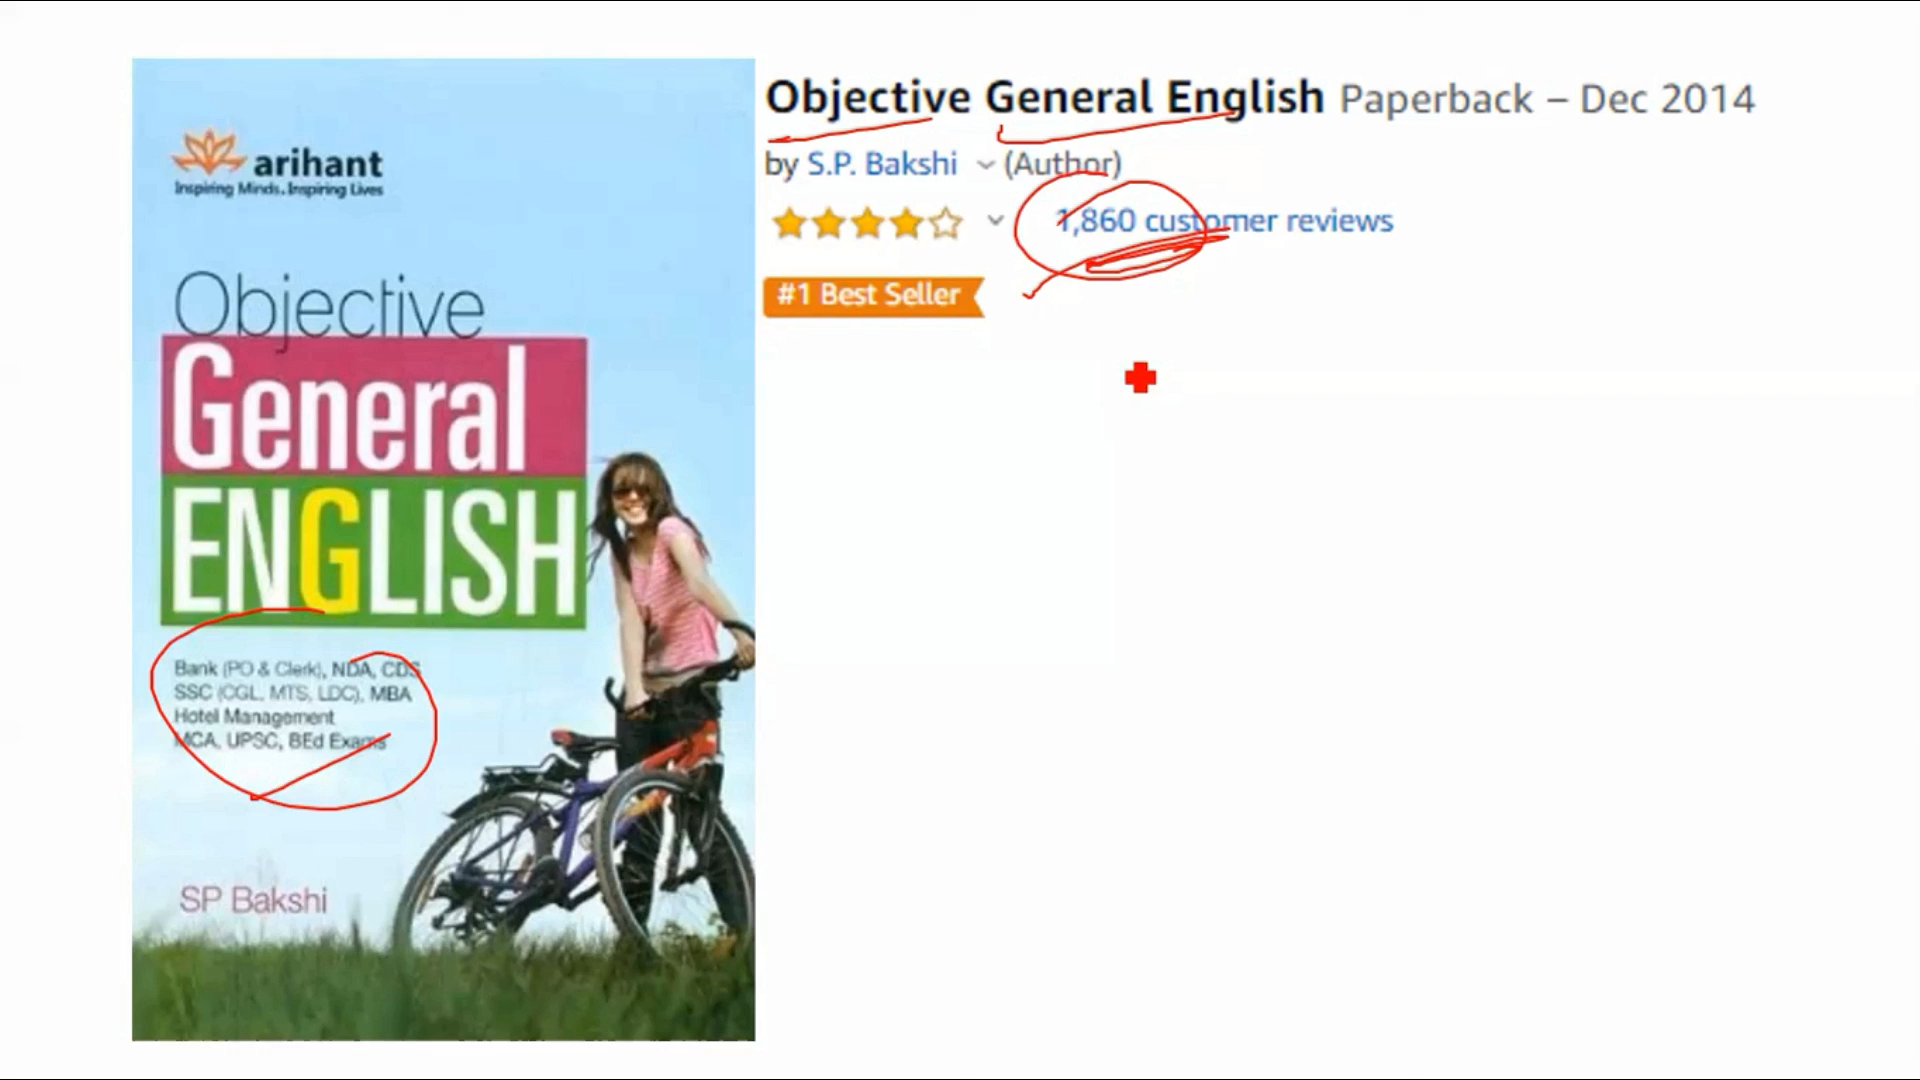 arihant
Inspiring Minds. Inspiring Lives
Objective
General
ENGLISH
Bank (PO & Clerk), NDA, CDS
SSC (CGL, MTS, LDC), MBA
Hotel Management
MCA, UPSC, BEd Exams
SP Bakshi
Objective General English Paperback – Dec 2014
by S.P. Bakshi (Author)
1,860 customer reviews
#1 Best Seller